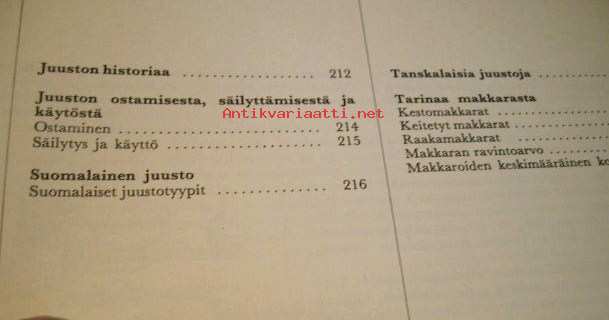 Juuston historiaa .................. 212
Juuston ostamisesta, säilyttämisestä ja
käytöstä
Ostaminen .......................... 214
Säilytys ja käyttö .................... 215
Suomalainen juusto
Suomalaiset juustotyypit .............. 216
Tanskalaisia juustoja ..........
Tarinaa makkarasta
Kestomakkarat
Keitetyt makkarat
Raakamakkarat
Makkaran ravintoarvo
Makkaroiden keskimääräinen
Antikvariaatti.net